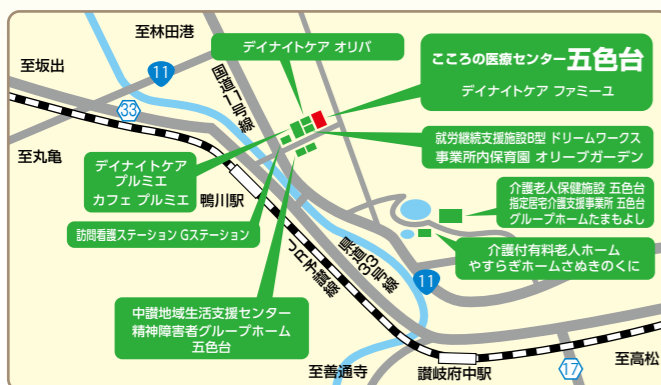 至林田港
デイナイトケア オリバ
こころの医療センター 五色台
デイナイトケア ファミーユ
至坂出
11
国道11号線
33
就労継続支援施設B型 ドリームワークス
事業所内保育園 オリーブガーデン
至丸亀
デイナイトケア
プルミエ
カフェ プルミエ
鴨川駅
介護老人保健施設 五色台
指定居宅介護支援事業所 五色台
グループホームたまもよし
訪問看護ステーション Gステーション
介護付有料老人ホーム
やすらぎホームさぬきのくに
県道33号線
JR予讃線
11
中讃地域生活支援センター
精神障害者グループホーム
五色台
至善通寺
讃岐府中駅
17
至高松